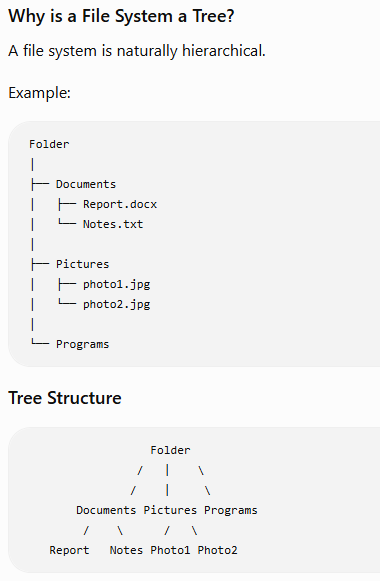 Why is a File System a Tree?
A file system is naturally hierarchical.
Example:
Folder
│
├── Documents
│   ├── Report.docx
│   └── Notes.txt
│
├── Pictures
│   ├── photo1.jpg
│   └── photo2.jpg
│
└── Programs
Tree Structure
                  Folder
                /   |    \
               /    |     \
       Documents Pictures Programs
        /    \      /   \
   Report   Notes Photo1 Photo2